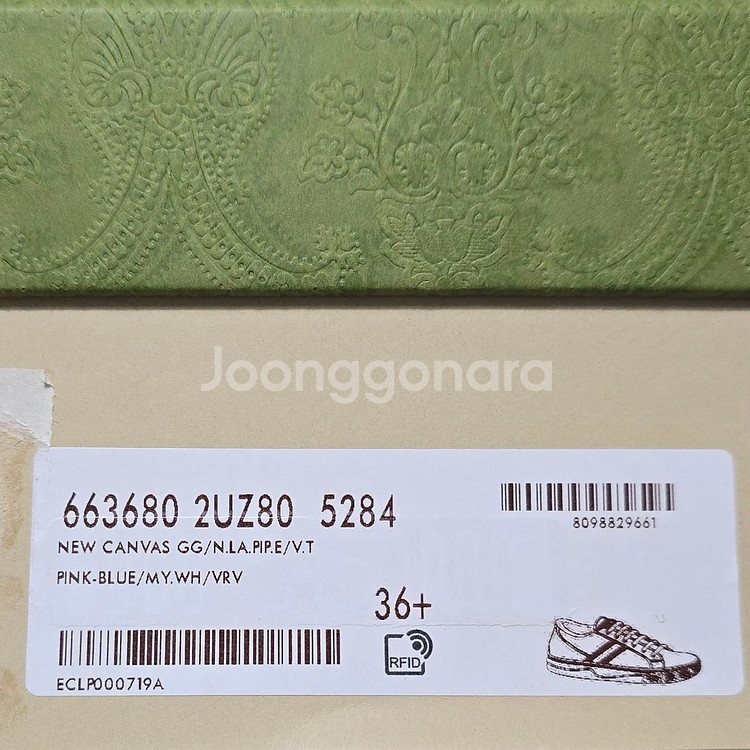 Joonggonara
663680 2UZ80 5284
8098829661
NEW CANVAS GG/N.LA.PIP.E/V.T
PINK-BLUE/MY.WH/VRV
36+
RFID
ECLP000719A